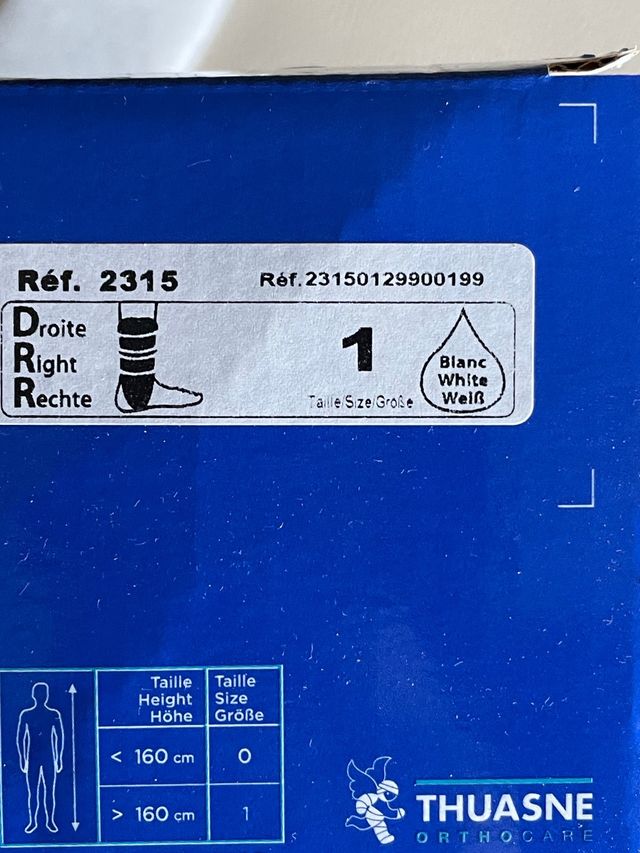 Réf. 2315 Réf.23150129900199
Droite
Right
Rechte
1
Taille/Size/Größe
Blanc
White
Weiß
Taille
Height
Höhe
Taille
Size
Größe
< 160 cm 0
> 160 cm 1
THUASNE
ORTHOCARE